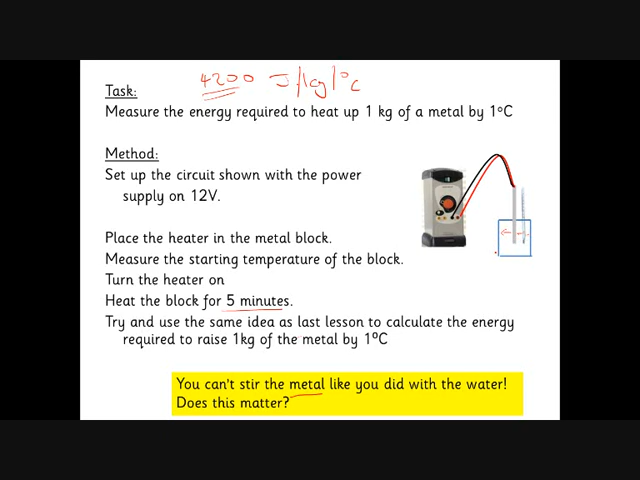 4200 J/kg/°C
Task:
Measure the energy required to heat up 1 kg of a metal by 1°C
Method:
Set up the circuit shown with the power
supply on 12V.
Place the heater in the metal block.
Measure the starting temperature of the block.
Turn the heater on
Heat the block for 5 minutes.
Try and use the same idea as last lesson to calculate the energy
required to raise 1kg of the metal by 1°C
You can't stir the metal like you did with the water!
Does this matter?